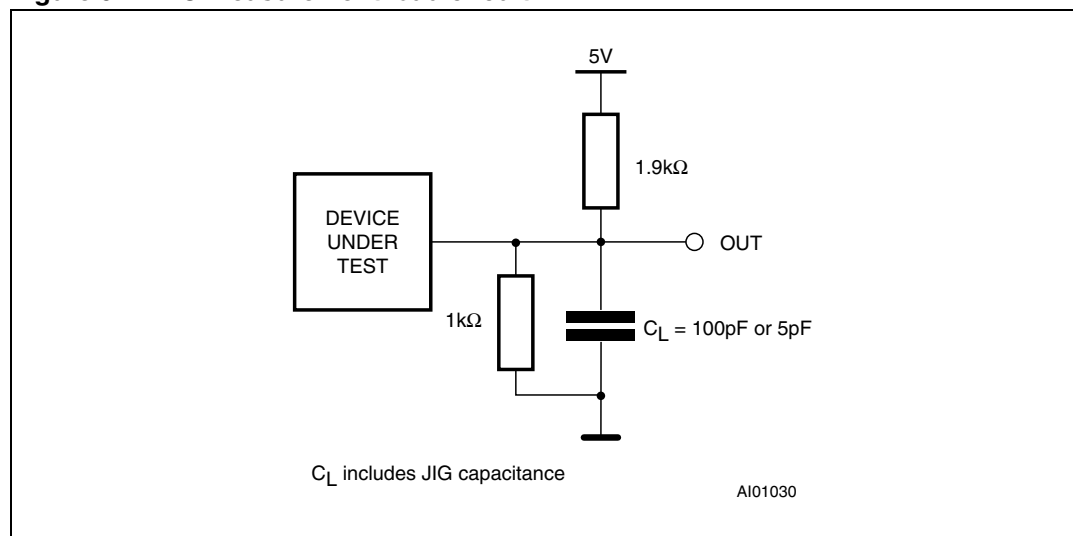 5V
1.9kΩ
DEVICE
UNDER
TEST
OUT
1kΩ
CL = 100pF or 5pF
CL includes JIG capacitance
AI01030